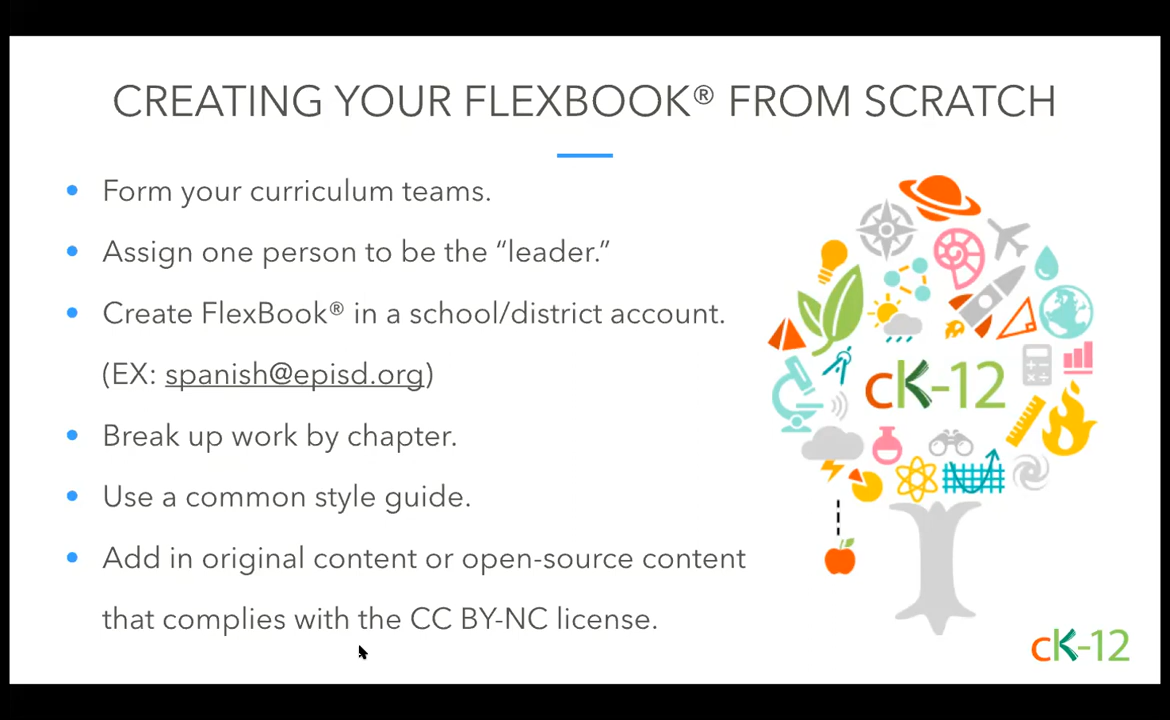 CREATING YOUR FLEXBOOK® FROM SCRATCH
• Form your curriculum teams.
• Assign one person to be the “leader.”
• Create FlexBook® in a school/district account.
(EX: spanish@episd.org)
• Break up work by chapter.
• Use a common style guide.
• Add in original content or open-source content
that complies with the CC BY-NC license.
cK-12
cK-12